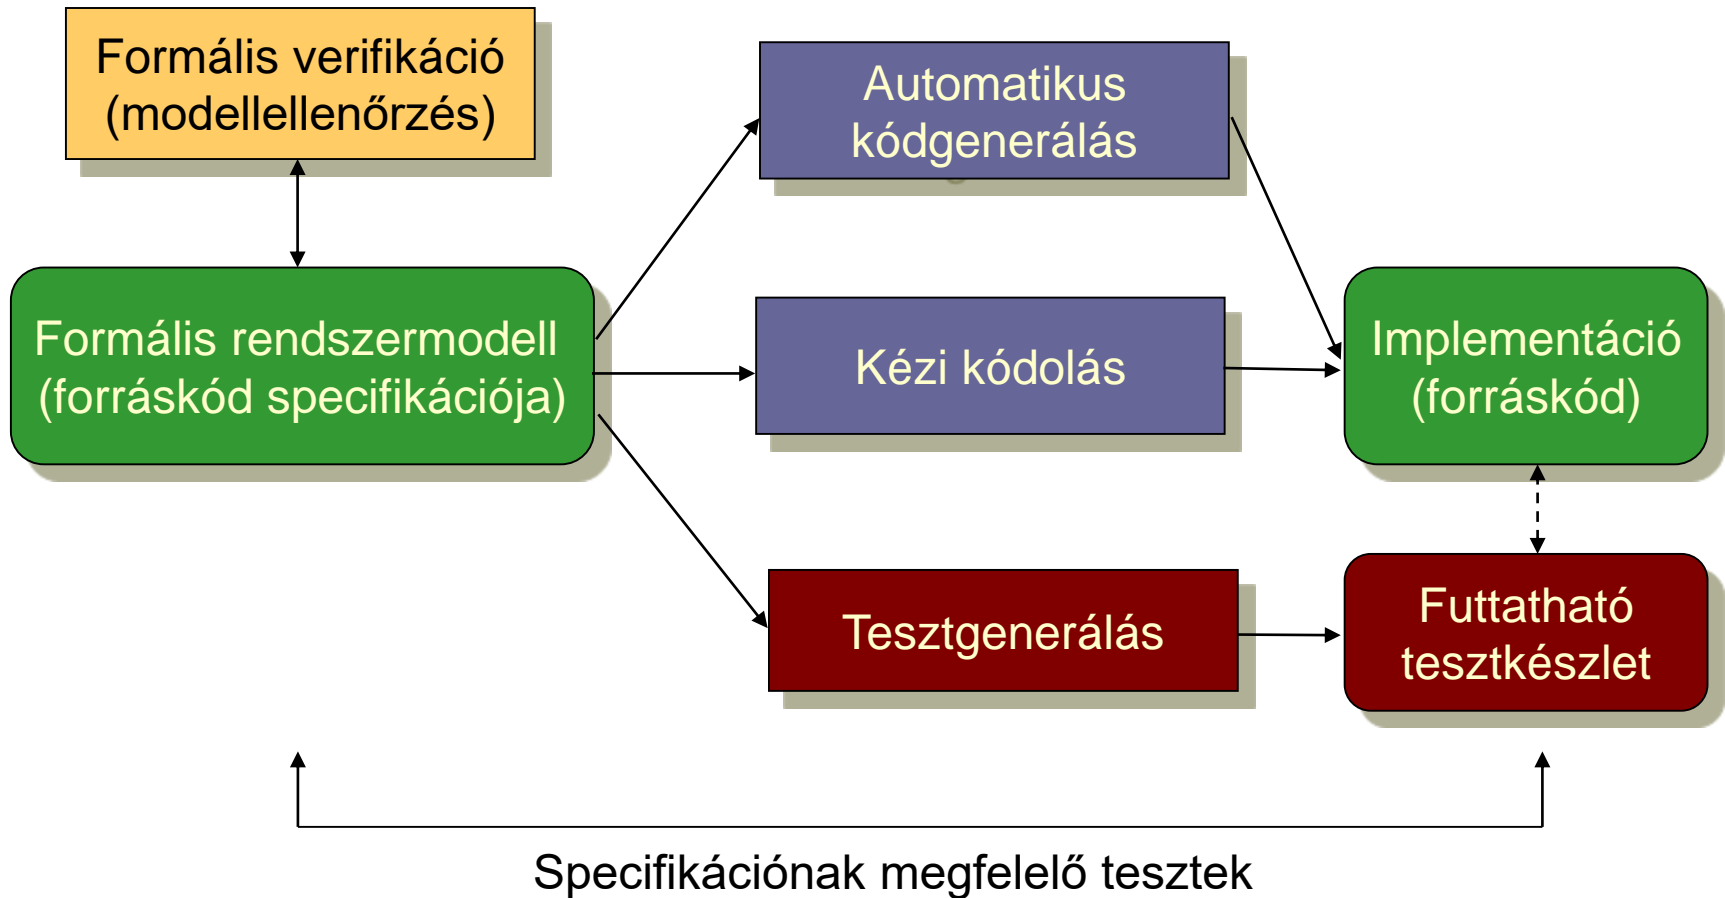 Formális verifikáció
(modellellenőrzés)
Automatikus
kódgenerálás
Formális rendszermodell
(forráskód specifikációja)
Kézi kódolás
Implementáció
(forráskód)
Tesztgenerálás
Futtatható
tesztkészlet
Specifikációnak megfelelő tesztek